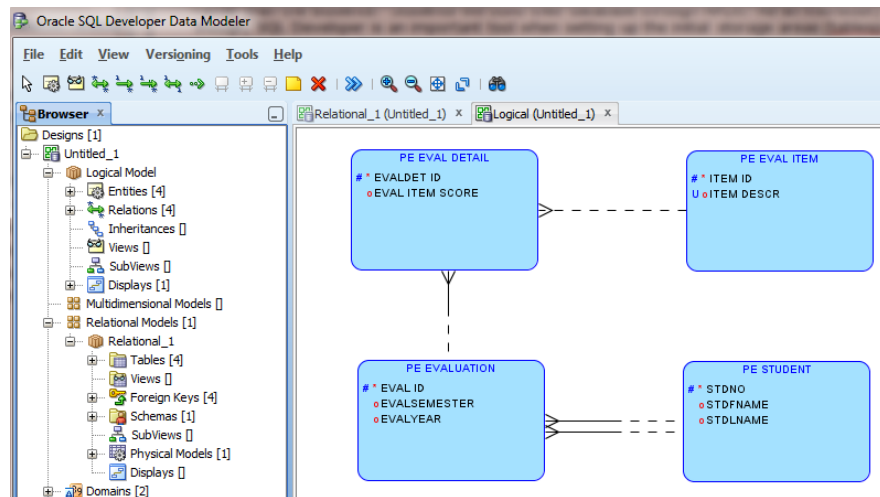 Oracle SQL Developer Data Modeler
File Edit View Versioning Tools Help
Browser x
Designs [1]
Untitled_1
Logical Model
Entities [4]
Relations [4]
Inheritances []
Views []
SubViews []
Displays [1]
Multidimensional Models []
Relational Models [1]
Relational_1
Tables [4]
Views []
Foreign Keys [4]
Schemas [1]
SubViews []
Physical Models [1]
Displays []
Domains [2]
Relational_1 (Untitled_1) x Logical (Untitled_1) x
PE EVAL DETAIL
# * EVALDET ID
o EVAL ITEM SCORE
PE EVAL ITEM
# * ITEM ID
U o ITEM DESCR
PE EVALUATION
# * EVAL ID
o EVALSEMESTER
o EVALYEAR
PE STUDENT
# * STDNO
o STDFNAME
o STDLNAME